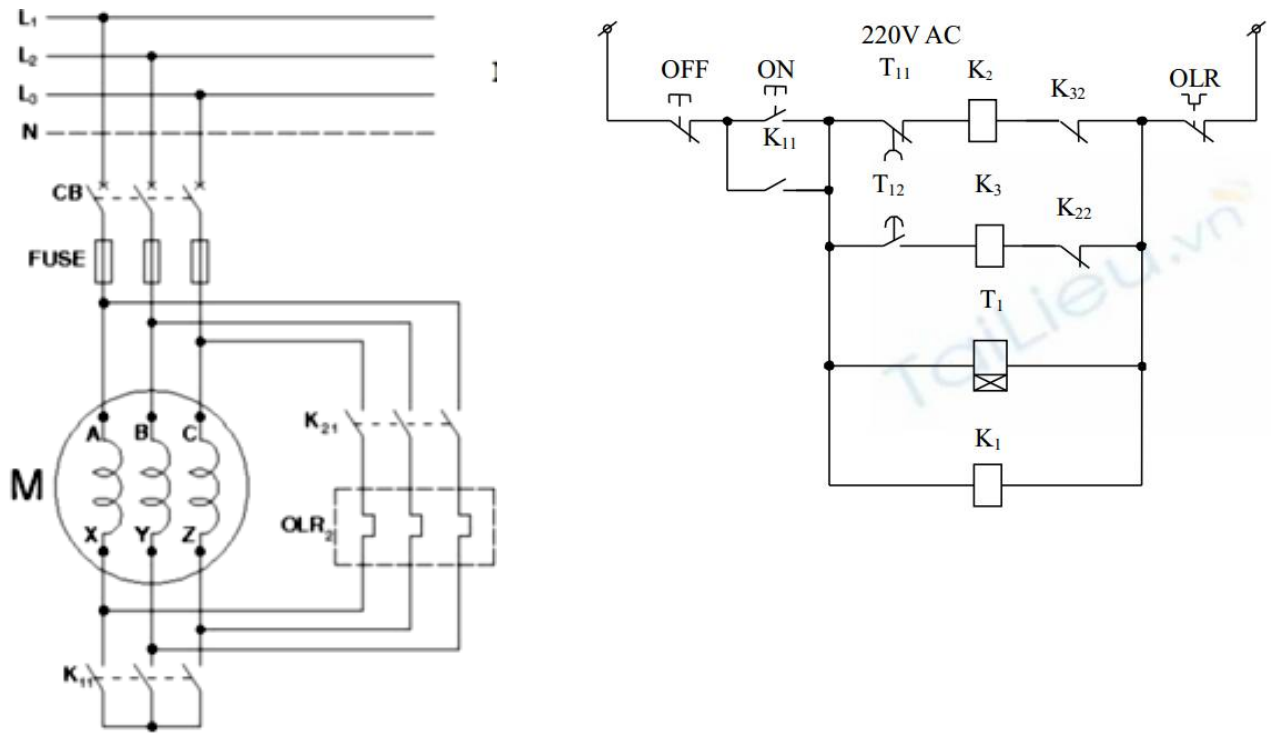 L₁
L₂
L₃
N
CB
FUSE
A B C
M
X Y Z
K₂₁
OLR₂
K₁₁
220V AC
OFF ON T₁₁ K₂ K₃₂ OLR
K₁₁
T₁₂ K₃ K₂₂
T₁
K₁
TaiLieu.vn